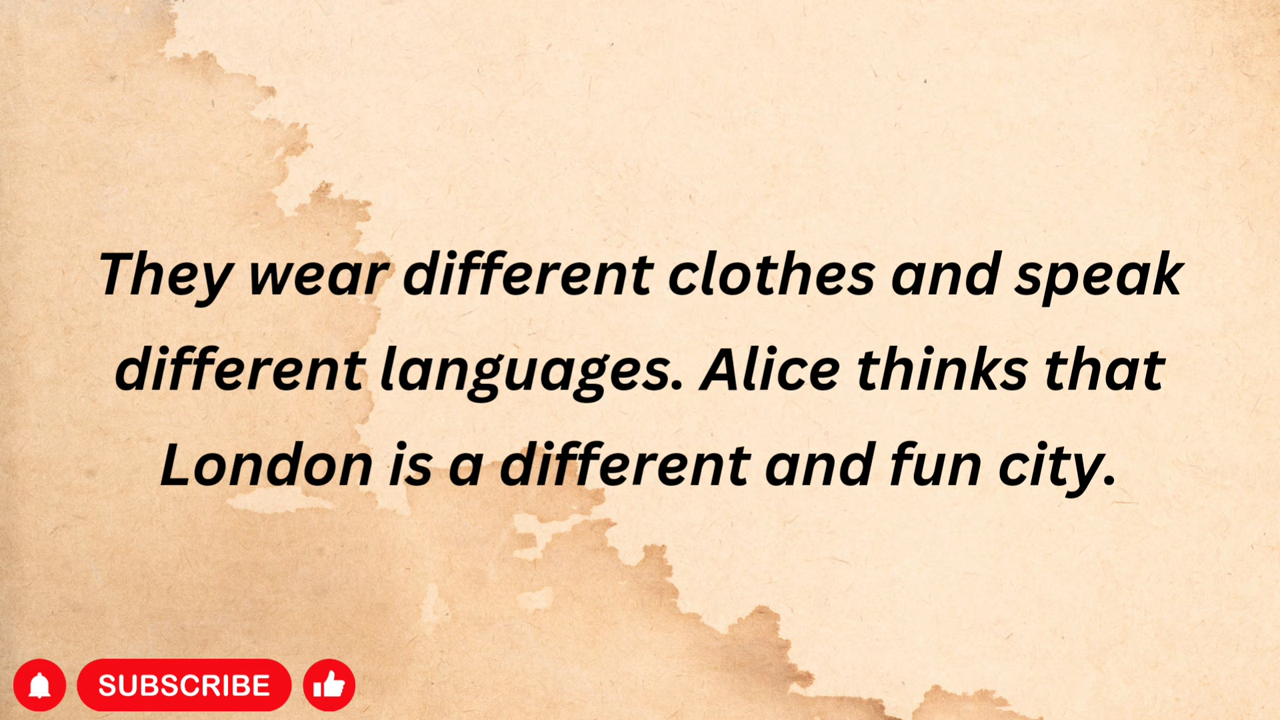 They wear different clothes and speak
different languages. Alice thinks that
London is a different and fun city.
SUBSCRIBE